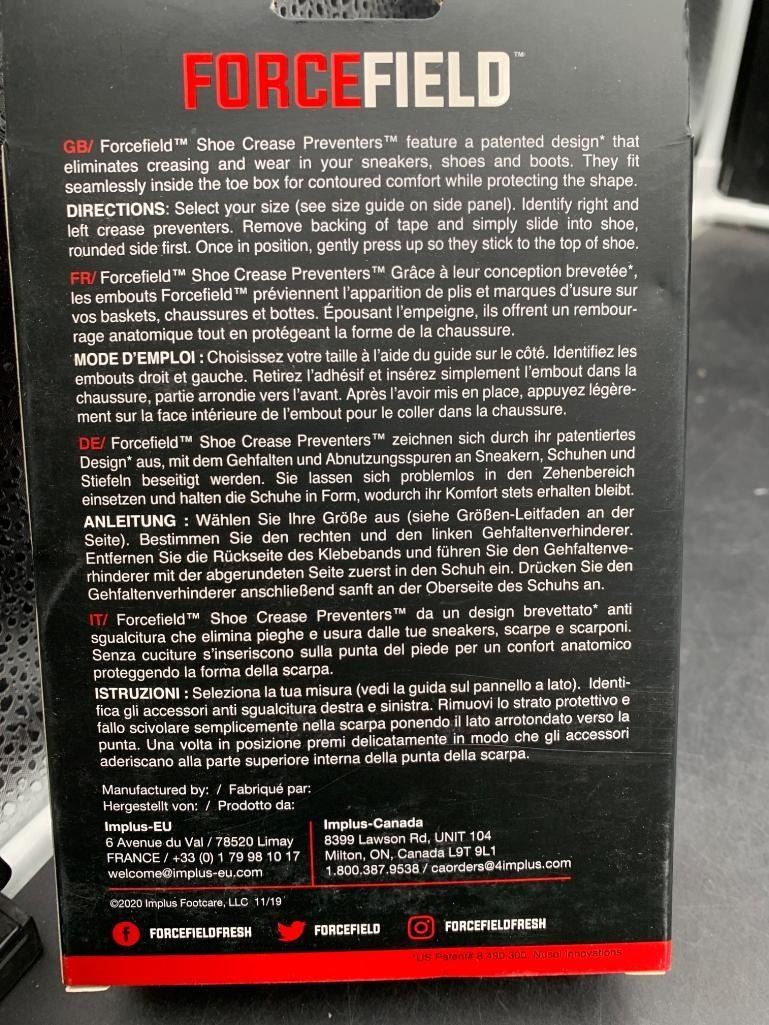 FORCEFIELD™
GB/ Forcefield™ Shoe Crease Preventers™ feature a patented design* that
eliminates creasing and wear in your sneakers, shoes and boots. They fit
seamlessly inside the toe box for contoured comfort while protecting the shape.
DIRECTIONS: Select your size (see size guide on side panel). Identify right and
left crease preventers. Remove backing of tape and simply slide into shoe,
rounded side first. Once in position, gently press up so they stick to the top of shoe.
FR/ Forcefield™ Shoe Crease Preventers™ Grâce à leur conception brevetée*,
les embouts Forcefield™ préviennent l'apparition de plis et marques d'usure sur
vos baskets, chaussures et bottes. Épousant l'empeigne, ils offrent un rembour-
rage anatomique tout en protégeant la forme de la chaussure.
MODE D'EMPLOI : Choisissez votre taille à l'aide du guide sur le côté. Identifiez les
embouts droit et gauche. Retirez l'adhésif et insérez simplement l'embout dans la
chaussure, partie arrondie vers l'avant. Après l'avoir mis en place, appuyez légère-
ment sur la face intérieure de l'embout pour le coller dans la chaussure.
DE/ Forcefield™ Shoe Crease Preventers™ zeichnen sich durch ihr patentiertes
Design* aus, mit dem Gehfalten und Abnutzungsspuren an Sneakern, Schuhen und
Stiefeln beseitigt werden. Sie lassen sich problemlos in den Zehenbereich
einsetzen und halten die Schuhe in Form, wodurch ihr Komfort stets erhalten bleibt.
ANLEITUNG : Wählen Sie Ihre Größe aus (siehe Größen-Leitfaden an der
Seite). Bestimmen Sie den rechten und den linken Gehfaltenverhinderer.
Entfernen Sie die Rückseite des Klebebands und führen Sie den Gehfaltenve-
rhinderer mit der abgerundeten Seite zuerst in den Schuh ein. Drücken Sie den
Gehfaltenverhinderer anschließend sanft an der Oberseite des Schuhs an.
IT/ Forcefield™ Shoe Crease Preventers™ da un design brevettato* anti
sgualcitura che elimina pieghe e usura dalle tue sneakers, scarpe e scarponi.
Senza cuciture s'inseriscono sulla punta del piede per un confort anatomico
proteggendo la forma della scarpa.
ISTRUZIONI : Seleziona la tua misura (vedi la guida sul pannello a lato). Identi-
fica gli accessori anti sgualcitura destra e sinistra. Rimuovi lo strato protettivo e
fallo scivolare semplicemente nella scarpa ponendo il lato arrotondato verso la
punta. Una volta in posizione premi delicatamente in modo che gli accessori
aderiscano alla parte superiore interna della punta della scarpa.
Manufactured by: / Fabriqué par:
Hergestellt von: / Prodotto da:
Implus-EU
6 Avenue du Val / 78520 Limay
FRANCE / +33 (0) 1 79 98 10 17
welcome@implus-eu.com
Implus-Canada
8399 Lawson Rd, UNIT 104
Milton, ON, Canada L9T 9L1
1.800.387.9538 / caorders@4implus.com
©2020 Implus Footcare, LLC 11/19
FORCEFIELDFRESH
FORCEFIELD
FORCEFIELDFRESH
*US Patent# 8,490,300, Nusol Innovations